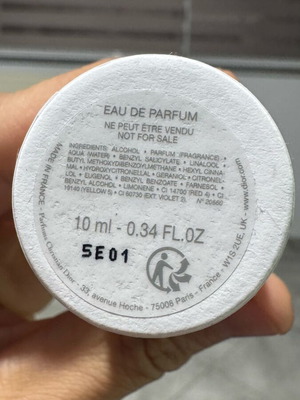 EAU DE PARFUM
NE PEUT ÊTRE VENDU
NOT FOR SALE
INGREDIENTS: ALCOHOL • PARFUM (FRAGRANCE) •
AQUA (WATER) • BENZYL SALICYLATE • LINALOOL •
BUTYL METHOXYDIBENZOYLMETHANE • HEXYL CINNA-
MAL • HYDROXYCITRONELLAL • GERANIOL • CITRONEL-
LOL • EUGENOL • BENZYL BENZOATE • FARNESOL •
BENZYL ALCOHOL • LIMONENE • CI 14700 (RED 4) • CI
19140 (YELLOW 5) • CI 60730 (EXT. VIOLET 2)
10 ml - 0.34 FL.OZ
5E01
MADE IN FRANCE • Parfums Christian Dior • 33, avenue Hoche - 75008 Paris - France • W1S 2UE. UK •